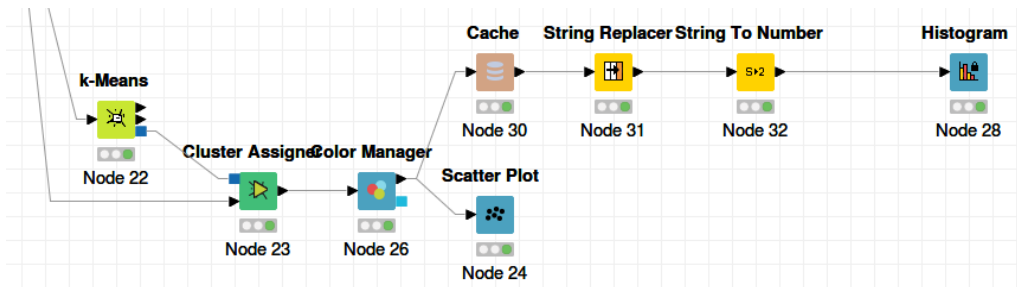 Cache
String Replacer
String To Number
Histogram
k-Means
Node 30
Node 31
Node 32
Node 28
Node 22
Cluster Assigner
Color Manager
Scatter Plot
S▸2
Node 23
Node 26
Node 24